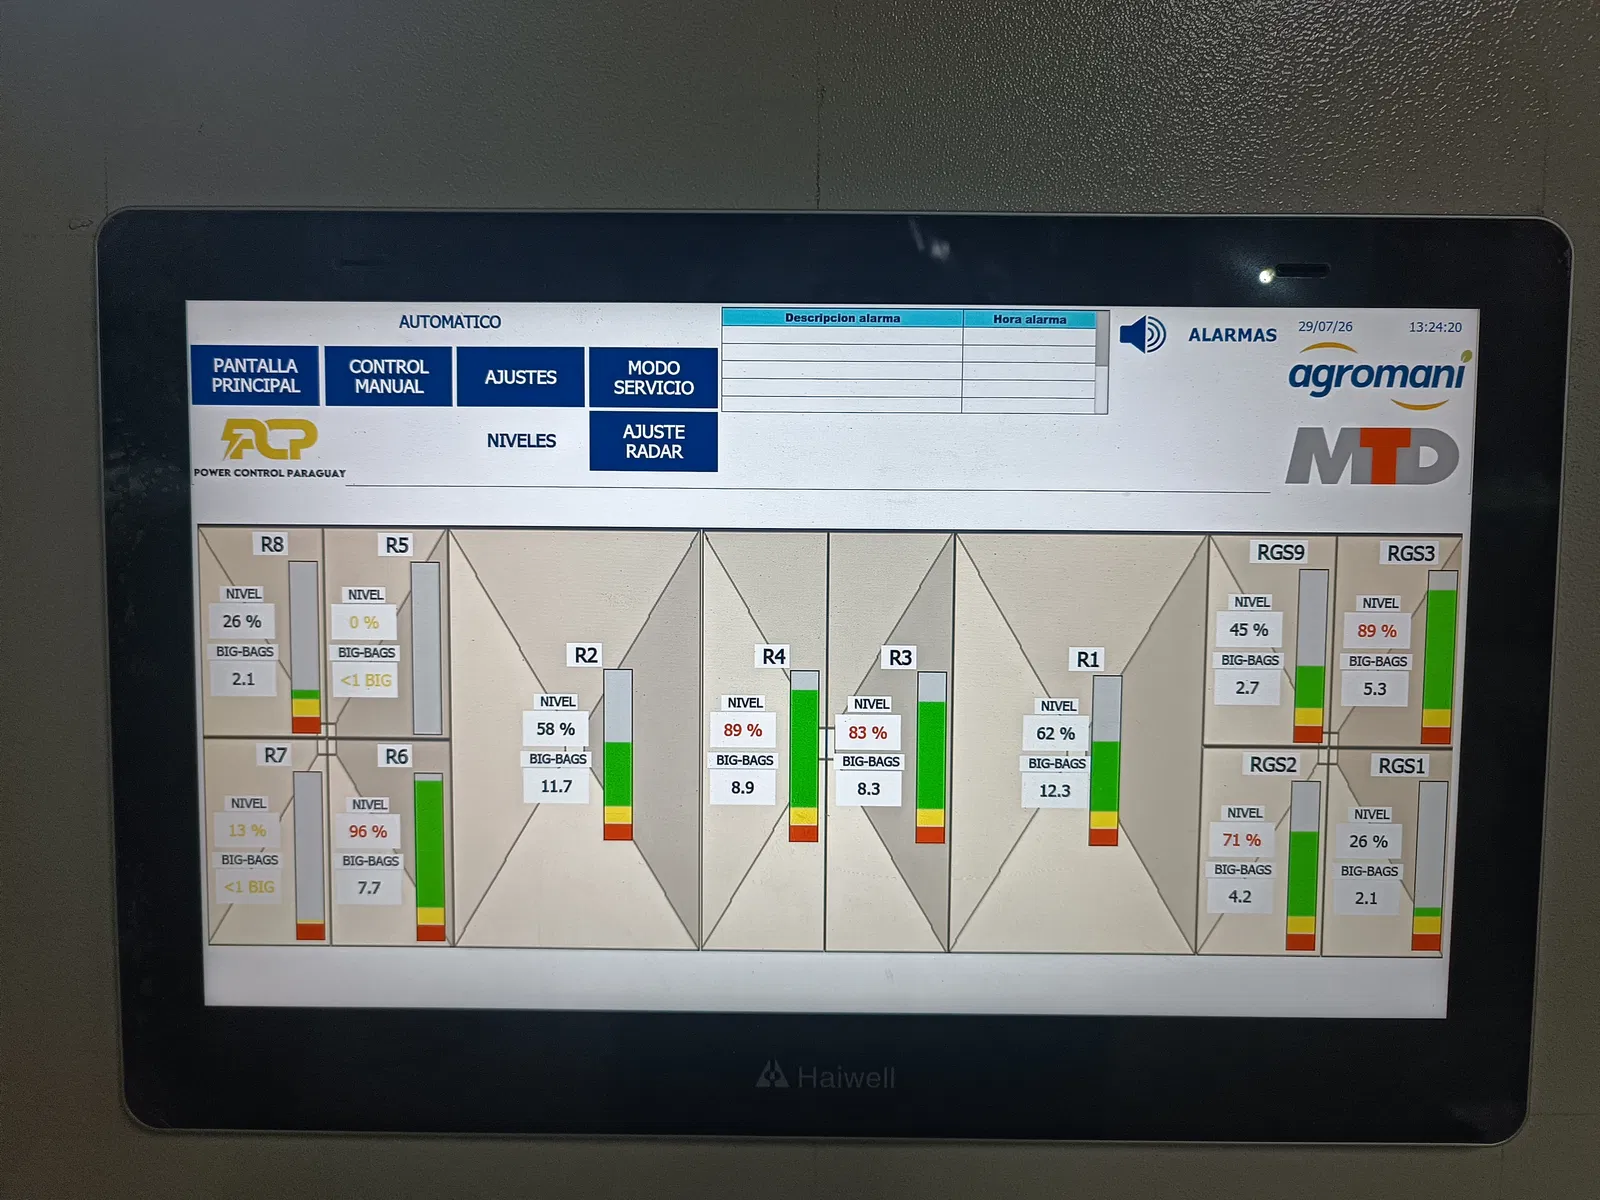 AUTOMATICO
PANTALLA
PRINCIPAL
CONTROL
MANUAL
AJUSTES
MODO
SERVICIO
Descripcion alarma
Hora alarma
ALARMAS
29/07/26
13:24:20
agromani
PCP
POWER CONTROL PARAGUAY
NIVELES
AJUSTE
RADAR
MTD
R8
NIVEL
26 %
BIG-BAGS
2.1
R5
NIVEL
0 %
BIG-BAGS
<1 BIG
R7
NIVEL
13 %
BIG-BAGS
<1 BIG
R6
NIVEL
96 %
BIG-BAGS
7.7
R2
NIVEL
58 %
BIG-BAGS
11.7
R4
NIVEL
89 %
BIG-BAGS
8.9
R3
NIVEL
83 %
BIG-BAGS
8.3
R1
NIVEL
62 %
BIG-BAGS
12.3
RGS9
NIVEL
45 %
BIG-BAGS
2.7
RGS3
NIVEL
89 %
BIG-BAGS
5.3
RGS2
NIVEL
71 %
BIG-BAGS
4.2
RGS1
NIVEL
26 %
BIG-BAGS
2.1
Haiwell